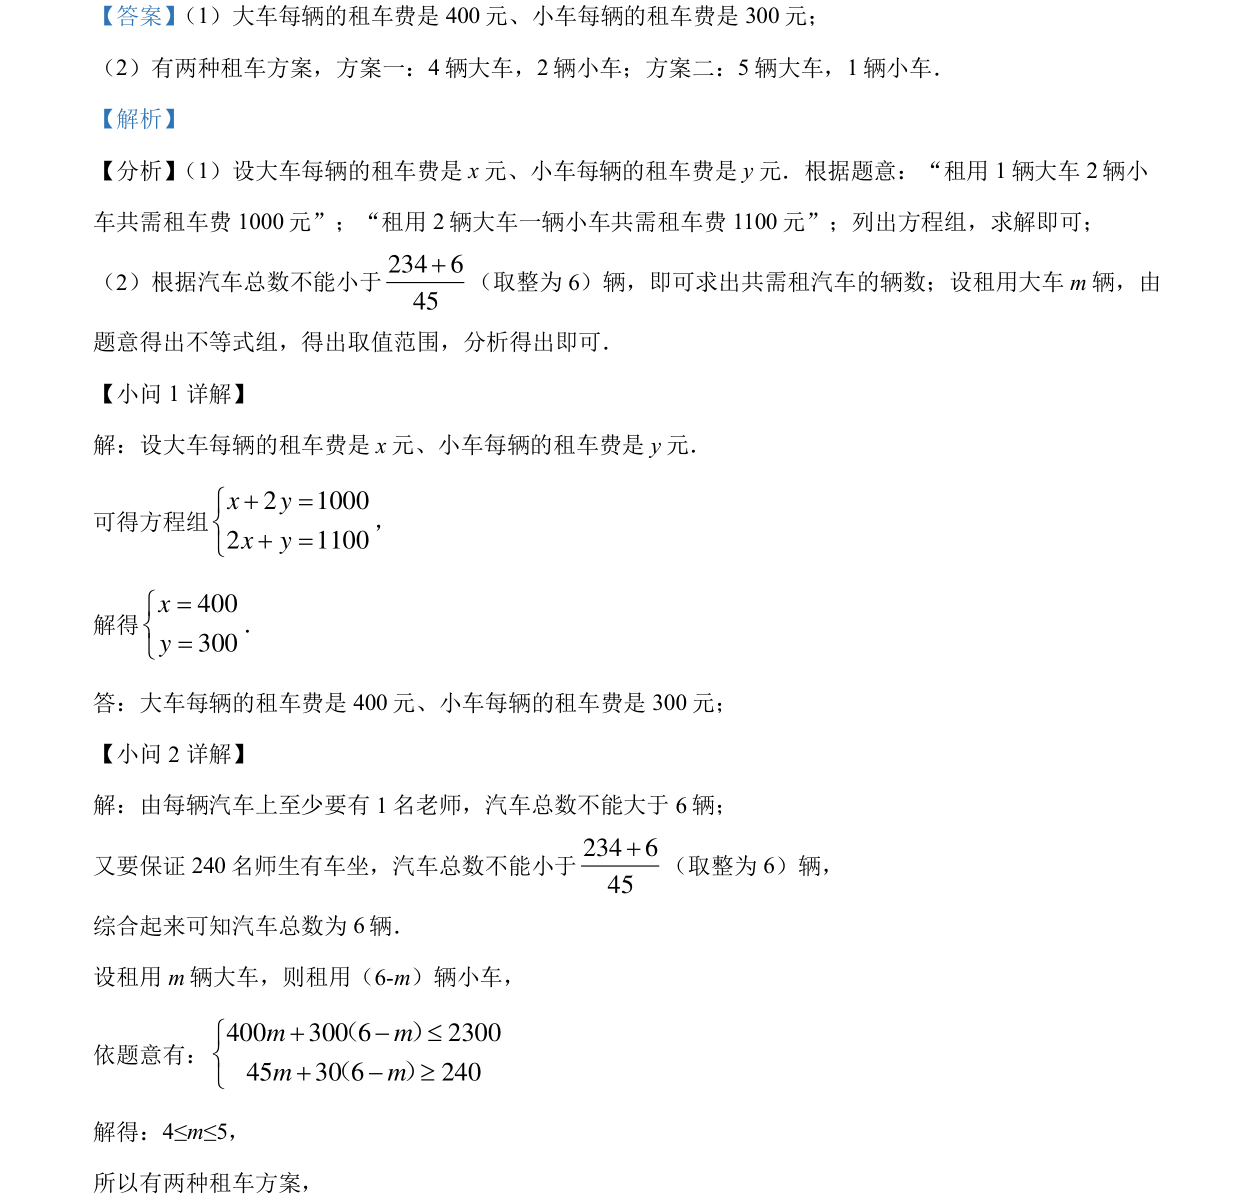 【答案】（1）大车每辆的租车费是 400 元、小车每辆的租车费是 300 元；
（2）有两种租车方案，方案一：4 辆大车，2 辆小车；方案二：5 辆大车，1 辆小车．
【解析】
【分析】（1）设大车每辆的租车费是 x 元、小车每辆的租车费是 y 元．根据题意：“租用 1 辆大车 2 辆小
车共需租车费 1000 元”；“租用 2 辆大车一辆小车共需租车费 1100 元”；列出方程组，求解即可；
（2）根据汽车总数不能小于 (234+6)/45 （取整为 6）辆，即可求出共需租汽车的辆数；设租用大车 m 辆，由
题意得出不等式组，得出取值范围，分析得出即可．
【小问 1 详解】
解：设大车每辆的租车费是 x 元、小车每辆的租车费是 y 元．
可得方程组 { x+2y=1000
2x+y=1100 ，
解得 { x=400
y=300 ．
答：大车每辆的租车费是 400 元、小车每辆的租车费是 300 元；
【小问 2 详解】
解：由每辆汽车上至少要有 1 名老师，汽车总数不能大于 6 辆；
又要保证 240 名师生有车坐，汽车总数不能小于 (234+6)/45 （取整为 6）辆，
综合起来可知汽车总数为 6 辆．
设租用 m 辆大车，则租用（6-m）辆小车，
依题意有：{ 400m+300(6−m)≤2300
45m+30(6−m)≥240
解得：4≤m≤5，
所以有两种租车方案，